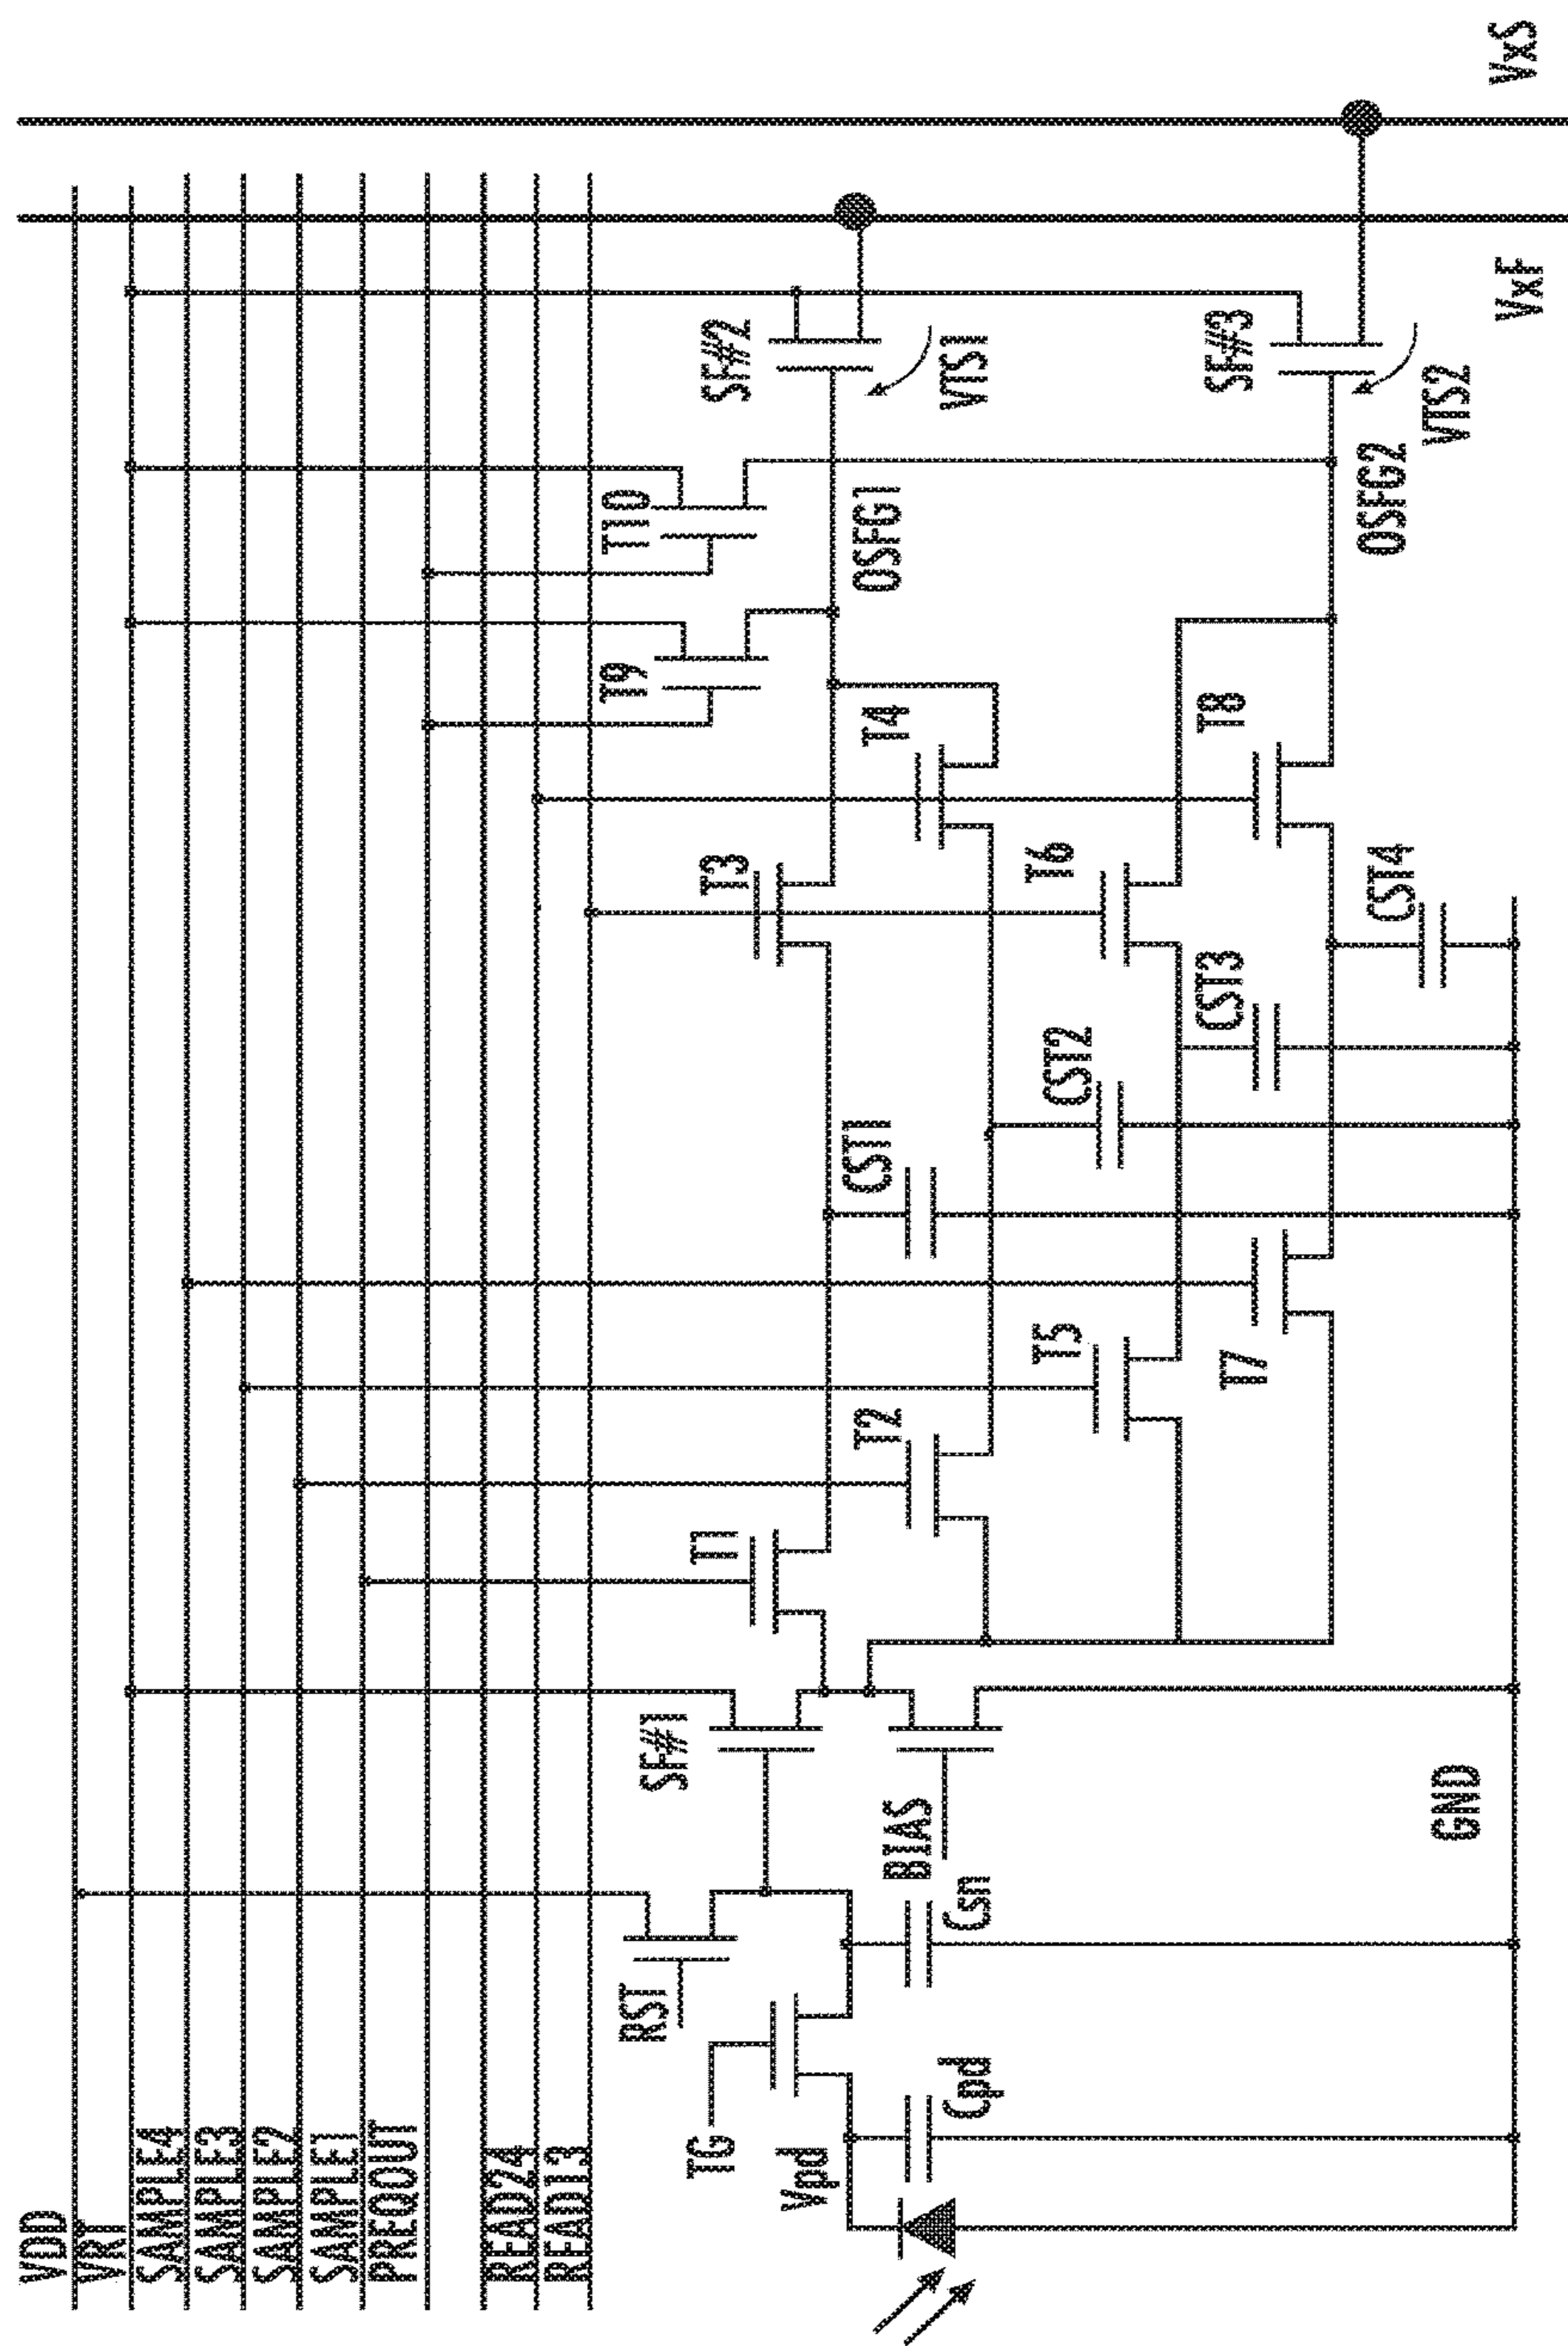 VDD
VRT
SAMPLE4
SAMPLE3
SAMPLE2
SAMPLE1
PREQOUT
READ24
READ13
RST
SF#1
T9
T10
TG
T1
T3
SF#2
Vpd
BIAS
T2
CST1
T4
OSFG1
Cpd
Csn
VTS1
T5
CST2
T6
T7
CST3
T8
SF#3
GND
CST4
OSFG2
VTS2
VxF
VxS